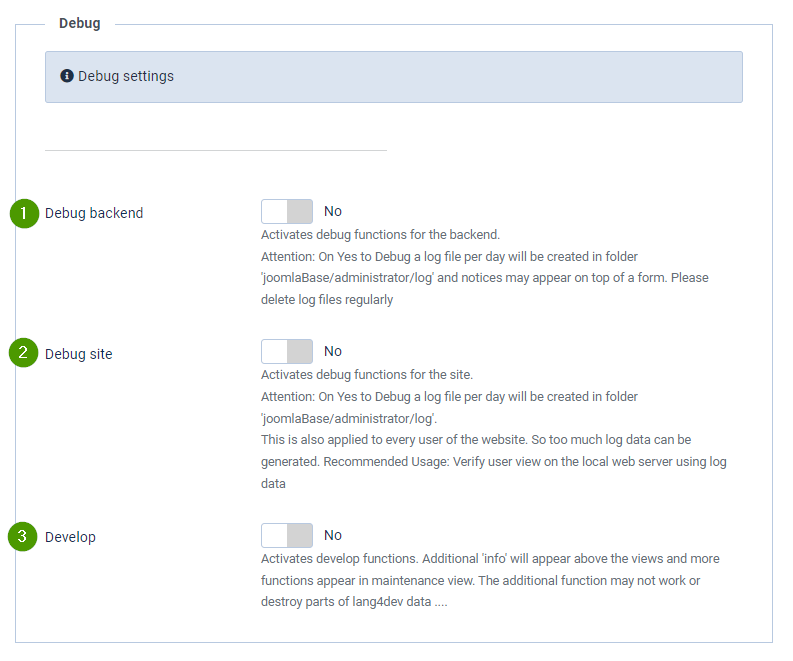 Debug
Debug settings
1 Debug backend No
Activates debug functions for the backend.
Attention: On Yes to Debug a log file per day will be created in folder
'joomlaBase/administrator/log' and notices may appear on top of a form. Please
delete log files regularly
2 Debug site No
Activates debug functions for the site.
Attention: On Yes to Debug a log file per day will be created in folder
'joomlaBase/administrator/log'.
This is also applied to every user of the website. So too much log data can be
generated. Recommended Usage: Verify user view on the local web server using log
data
3 Develop No
Activates develop functions. Additional 'info' will appear above the views and more
functions appear in maintenance view. The additional function may not work or
destroy parts of lang4dev data ....